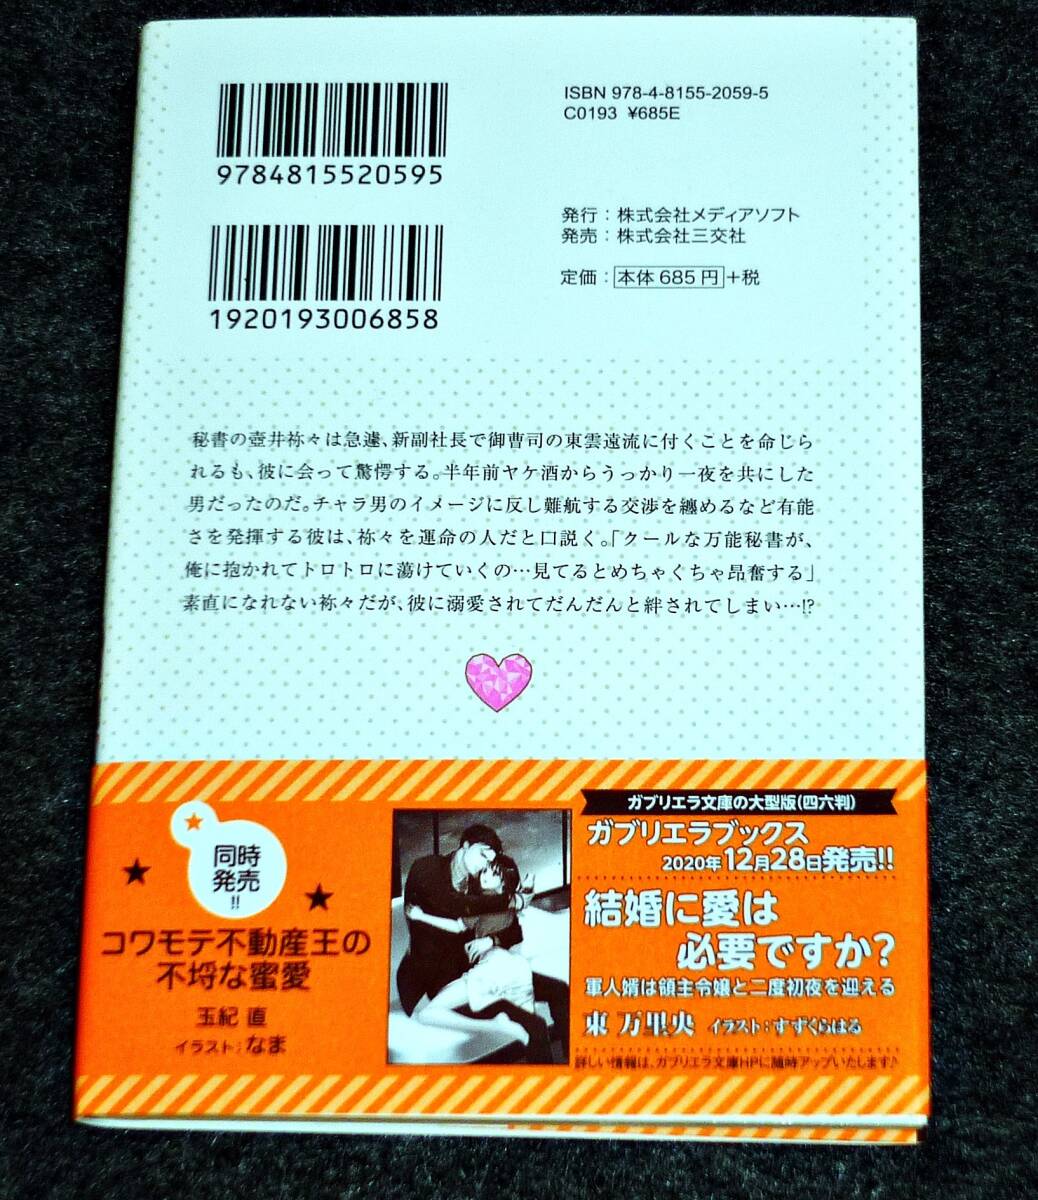 9784815520595
ISBN 978-4-8155-2059-5
C0193 ¥685E
1920193006858
発行：株式会社メディアソフト
発売：株式会社三交社
定価：本体 685 円+税
秘書の壺井祢々は急遽、新副社長で御曹司の東雲遠流に付くことを命じら
れるも、彼に会って驚愕する。半年前ヤケ酒からうっかり一夜を共にした
男だったのだ。チャラ男のイメージに反し難航する交渉を纏めるなど有能
さを発揮する彼は、祢々を運命の人だと口説く。「クールな万能秘書が、
俺に抱かれてトロトロに蕩けていくの…見てるとめちゃくちゃ昂奮する」
素直になれない祢々だが、彼に溺愛されてだんだんと絆されてしまい…!?
同時
発売
!!
コワモテ不動産王の
不埒な蜜愛
玉紀 直
イラスト：なま
ガブリエラ文庫の大型版(四六判)
ガブリエラブックス
2020年12月28日発売!!
結婚に愛は
必要ですか?
軍人婿は領主令嬢と二度初夜を迎える
東 万里央 イラスト：すずくらはる
詳しい情報は、ガブリエラ文庫HPに随時アップいたします♪